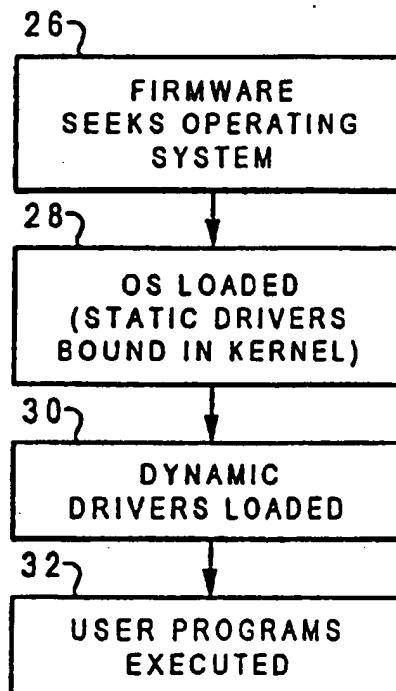 26
FIRMWARE
SEEKS OPERATING
SYSTEM
28
OS LOADED
(STATIC DRIVERS
BOUND IN KERNEL)
30
DYNAMIC
DRIVERS LOADED
32
USER PROGRAMS
EXECUTED